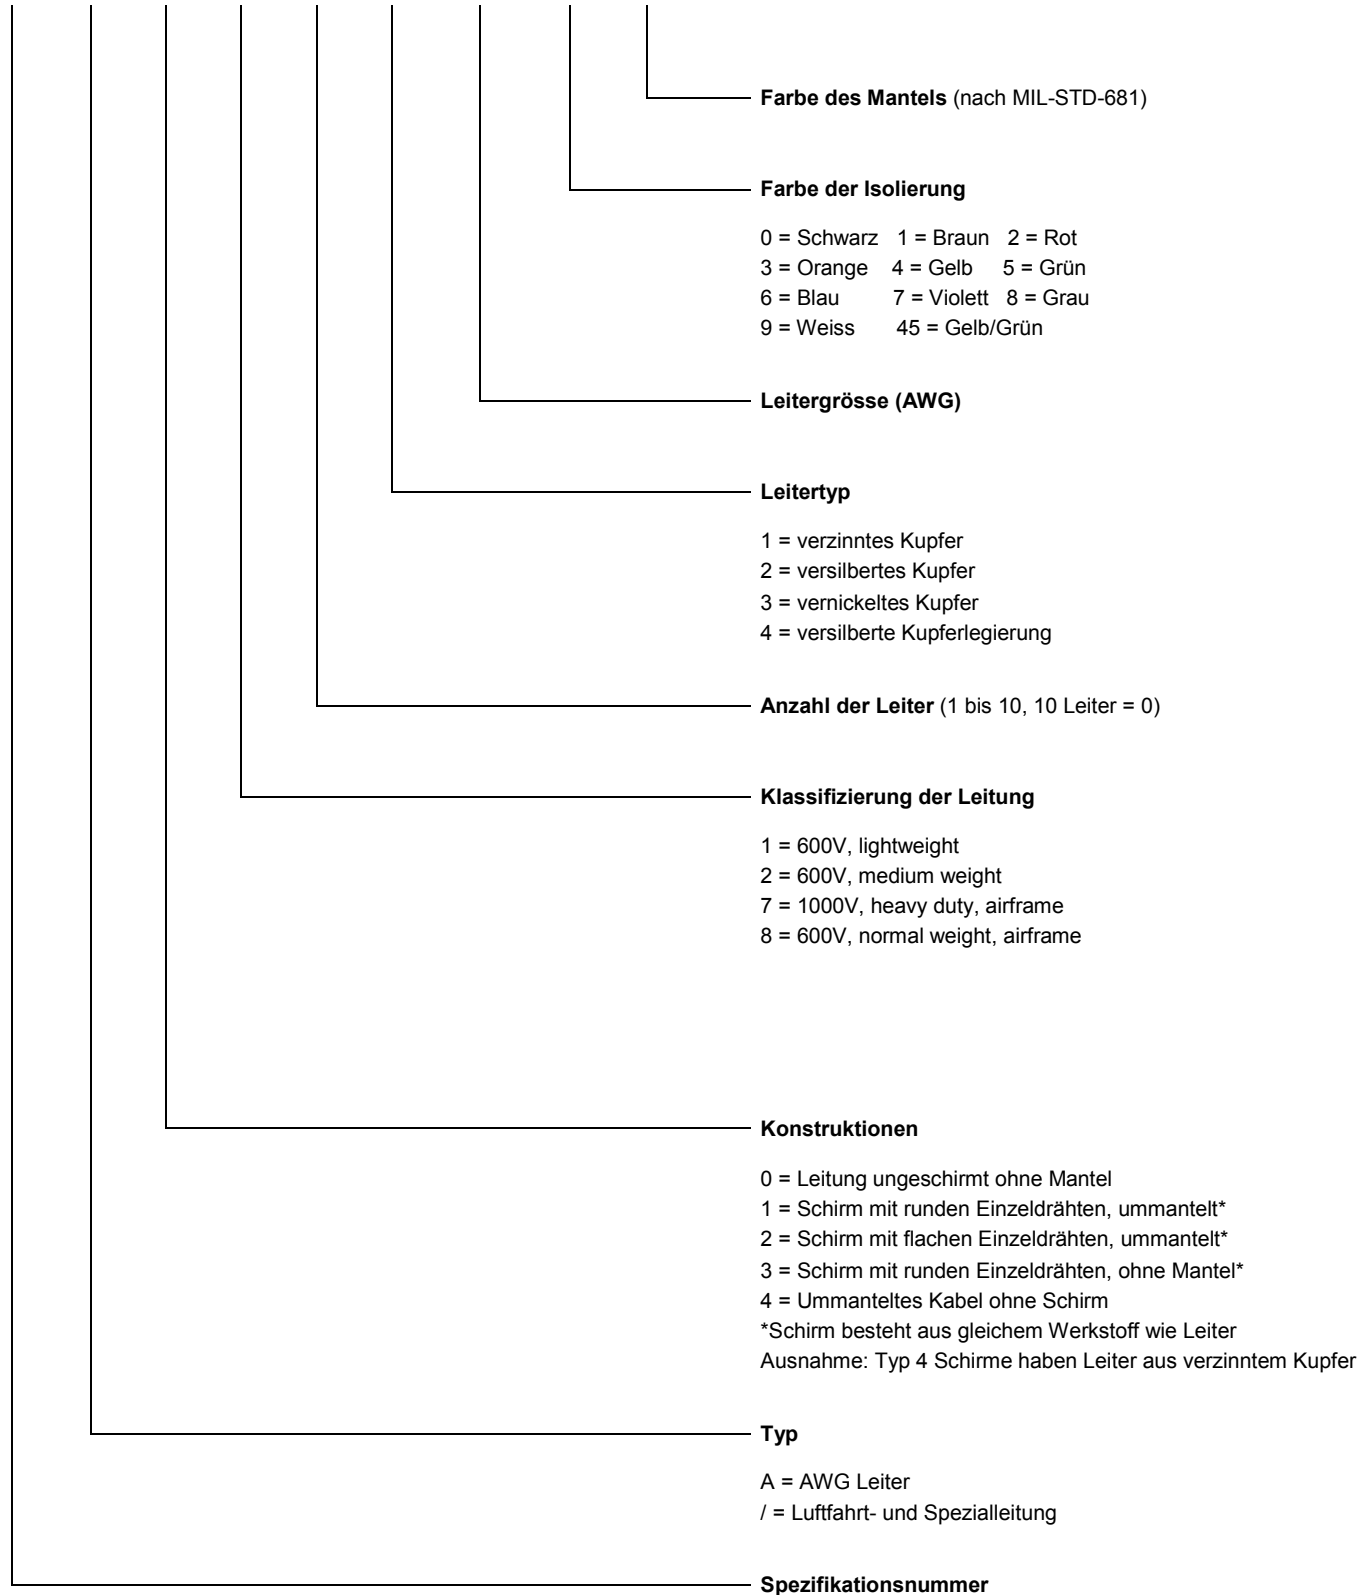 Farbe des Mantels (nach MIL-STD-681)
Farbe der Isolierung
0 = Schwarz 1 = Braun 2 = Rot
3 = Orange 4 = Gelb 5 = Grün
6 = Blau 7 = Violett 8 = Grau
9 = Weiss 45 = Gelb/Grün
Leitergrösse (AWG)
Leitertyp
1 = verzinntes Kupfer
2 = versilbertes Kupfer
3 = vernickeltes Kupfer
4 = versilberte Kupferlegierung
Anzahl der Leiter (1 bis 10, 10 Leiter = 0)
Klassifizierung der Leitung
1 = 600V, lightweight
2 = 600V, medium weight
7 = 1000V, heavy duty, airframe
8 = 600V, normal weight, airframe
Konstruktionen
0 = Leitung ungeschirmt ohne Mantel
1 = Schirm mit runden Einzeldrähten, ummantelt*
2 = Schirm mit flachen Einzeldrähten, ummantelt*
3 = Schirm mit runden Einzeldrähten, ohne Mantel*
4 = Ummanteltes Kabel ohne Schirm
*Schirm besteht aus gleichem Werkstoff wie Leiter
Ausnahme: Typ 4 Schirme haben Leiter aus verzinntem Kupfer
Typ
A = AWG Leiter
/ = Luftfahrt- und Spezialleitung
Spezifikationsnummer